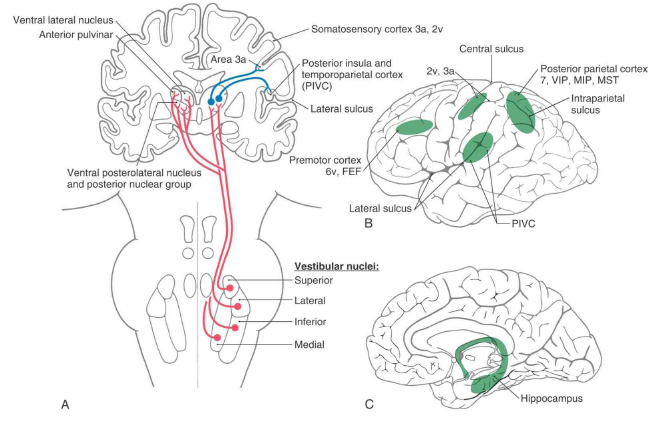 Ventral lateral nucleus
Anterior pulvinar
Area 3a
Somatosensory cortex 3a, 2v
Posterior insula and
temporoparietal cortex
(PIVC)
Lateral sulcus
Ventral posterolateral nucleus
and posterior nuclear group
Vestibular nuclei:
Superior
Lateral
Inferior
Medial
A
Central sulcus
2v, 3a
Posterior parietal cortex
7, VIP, MIP, MST
Intraparietal
sulcus
Premotor cortex
6v, FEF
Lateral sulcus
PIVC
B
Hippocampus
C